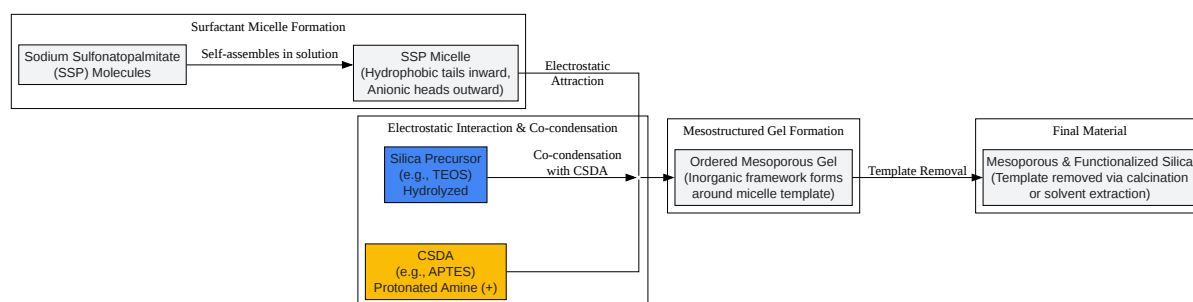 Surfactant Micelle Formation
Sodium Sulfonatopalmitate
(SSP) Molecules
Self-assembles in solution
SSP Micelle
(Hydrophobic tails inward,
Anionic heads outward)
Electrostatic
Attraction
Electrostatic Interaction & Co-condensation
Silica Precursor
(e.g., TEOS)
Hydrolyzed
Co-condensation
with CSDA
CSDA
(e.g., APTES)
Protonated Amine (+)
Mesostructured Gel Formation
Ordered Mesoporous Gel
(Inorganic framework forms
around micelle template)
Template Removal
Final Material
Mesoporous & Functionalized Silica
(Template removed via calcination
or solvent extraction)